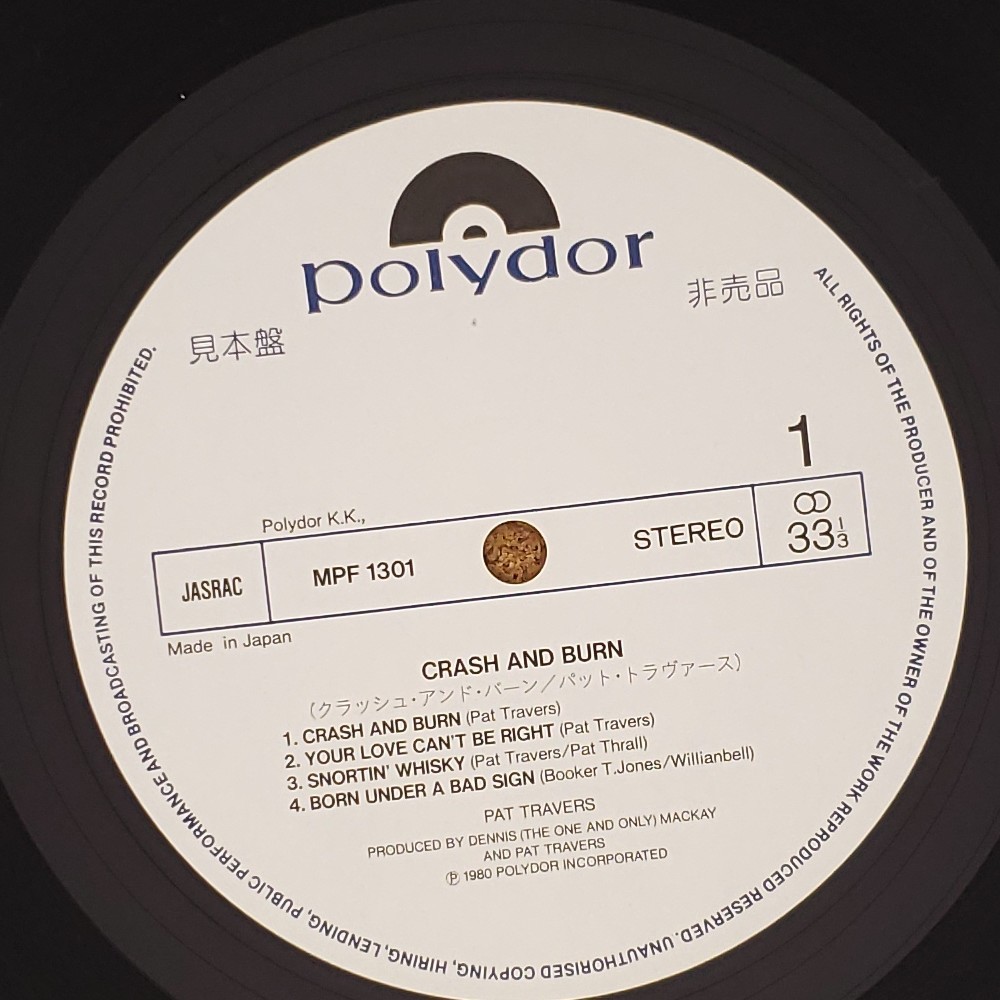 polydor
見本盤
非売品
1
Polydor K.K.,
JASRAC
MPF 1301
STEREO
33 1/3
Made in Japan
CRASH AND BURN
(クラッシュ・アンド・バーン/パット・トラヴァース)
1. CRASH AND BURN (Pat Travers)
2. YOUR LOVE CAN'T BE RIGHT (Pat Travers)
3. SNORTIN' WHISKY (Pat Travers/Pat Thrall)
4. BORN UNDER A BAD SIGN (Booker T.Jones/Willianbell)
PAT TRAVERS
PRODUCED BY DENNIS (THE ONE AND ONLY) MACKAY
AND PAT TRAVERS
Ⓟ 1980 POLYDOR INCORPORATED
ALL RIGHTS OF THE PRODUCER AND OF THE OWNER OF THE WORK REPRODUCED RESERVED. UNAUTHORISED COPYING, HIRING, LENDING, PUBLIC PERFORMANCE AND BROADCASTING OF THIS RECORD PROHIBITED.